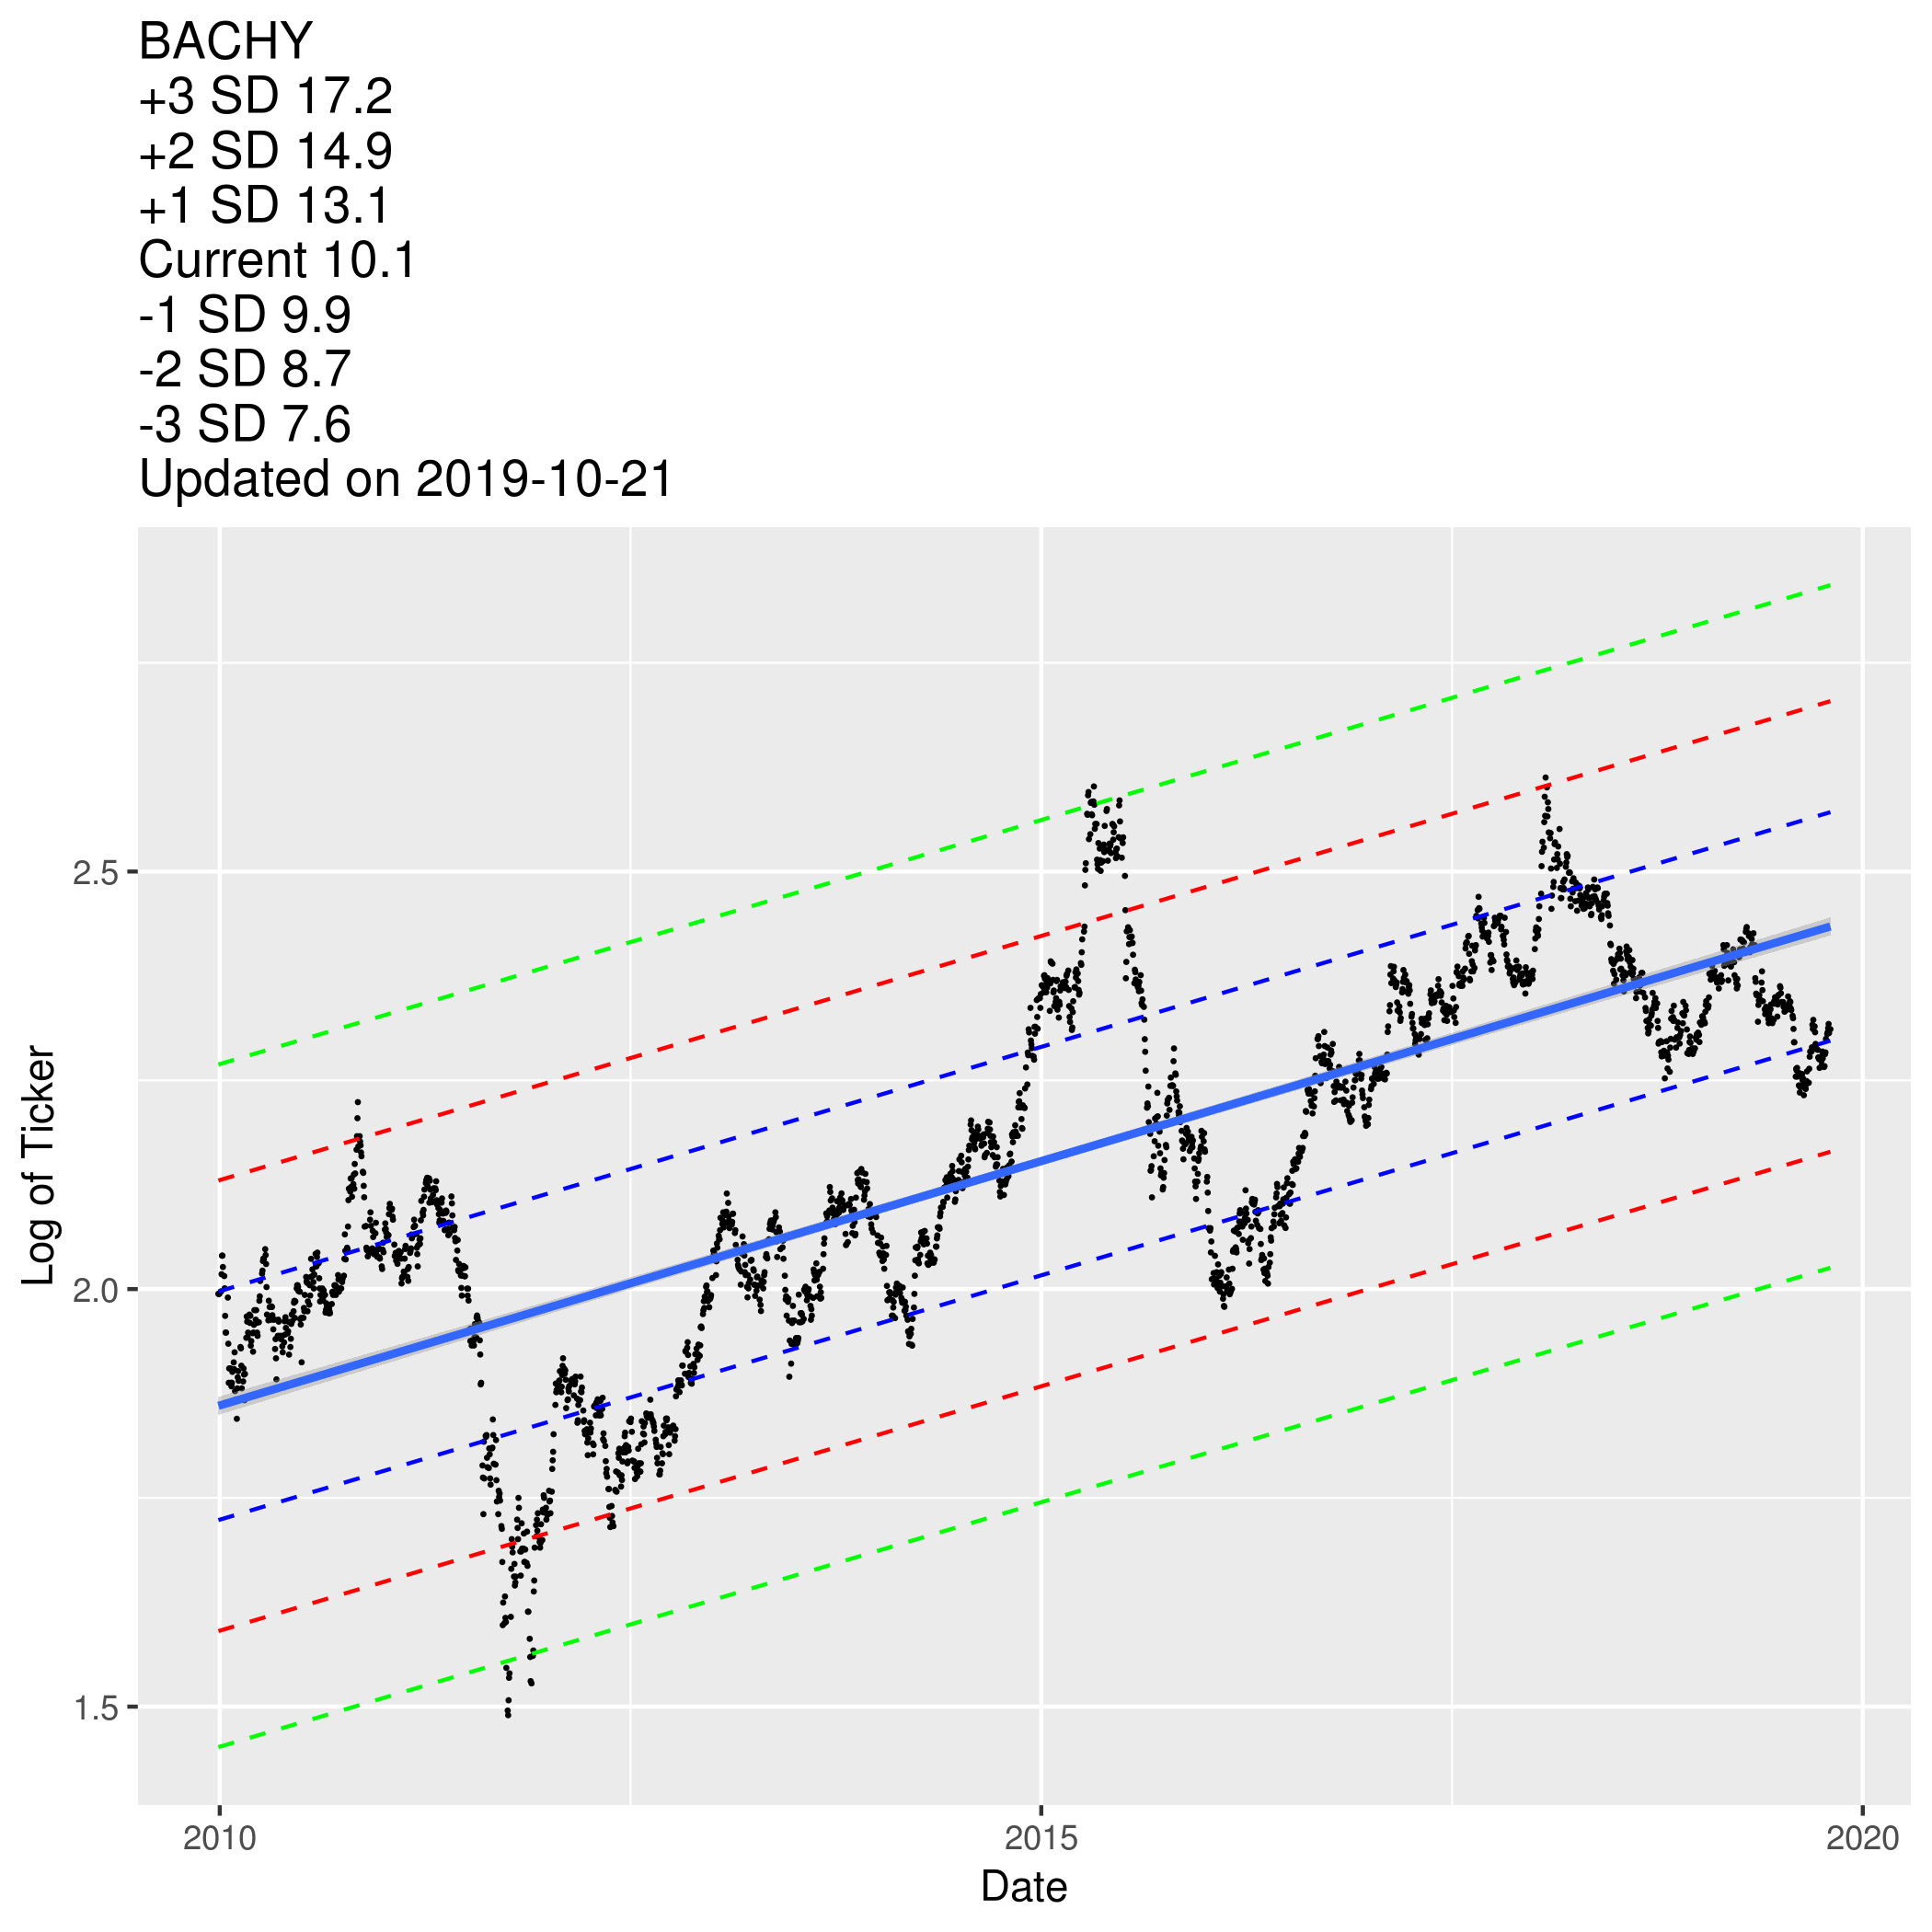 BACHY
+3 SD 17.2
+2 SD 14.9
+1 SD 13.1
Current 10.1
-1 SD 9.9
-2 SD 8.7
-3 SD 7.6
Updated on 2019-10-21
Log of Ticker
2.5
2.0
1.5
2010
2015
2020
Date